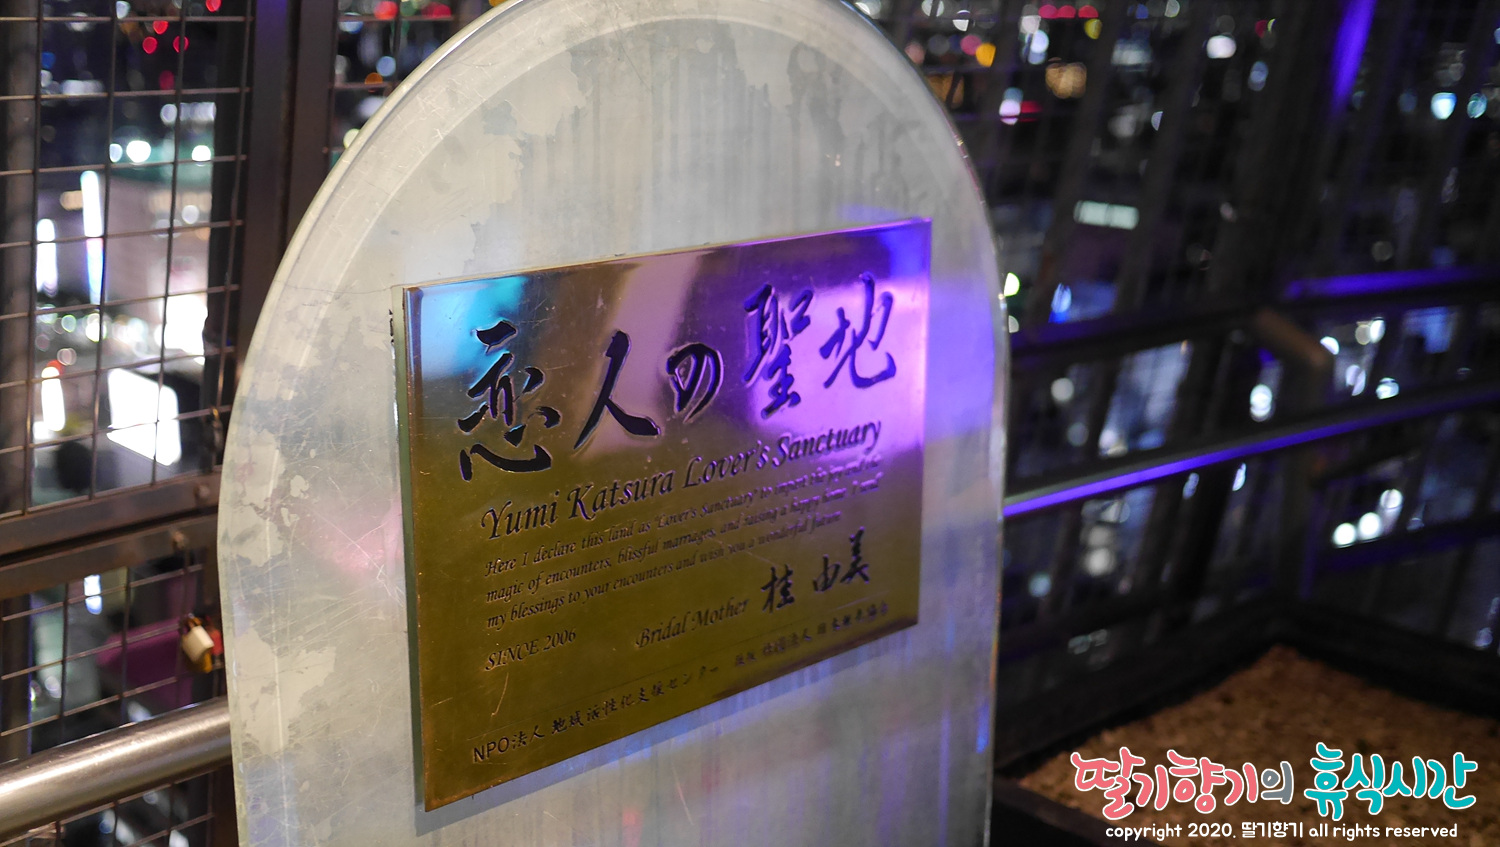 恋人の聖地
Yumi Katsura Lover's Sanctuary
Here I declare this land as "Lover's Sanctuary" to impart the joy and the
magic of encounters, blissful marriages, and raising a happy home. I send
my blessings to your encounters and wish you a wonderful future
SINCE 2006
Bridal Mother 桂 由美
NPO法人 地域活性化支援センター
딸기향기의 휴식시간
copyright 2020. 딸기향기 all rights reserved